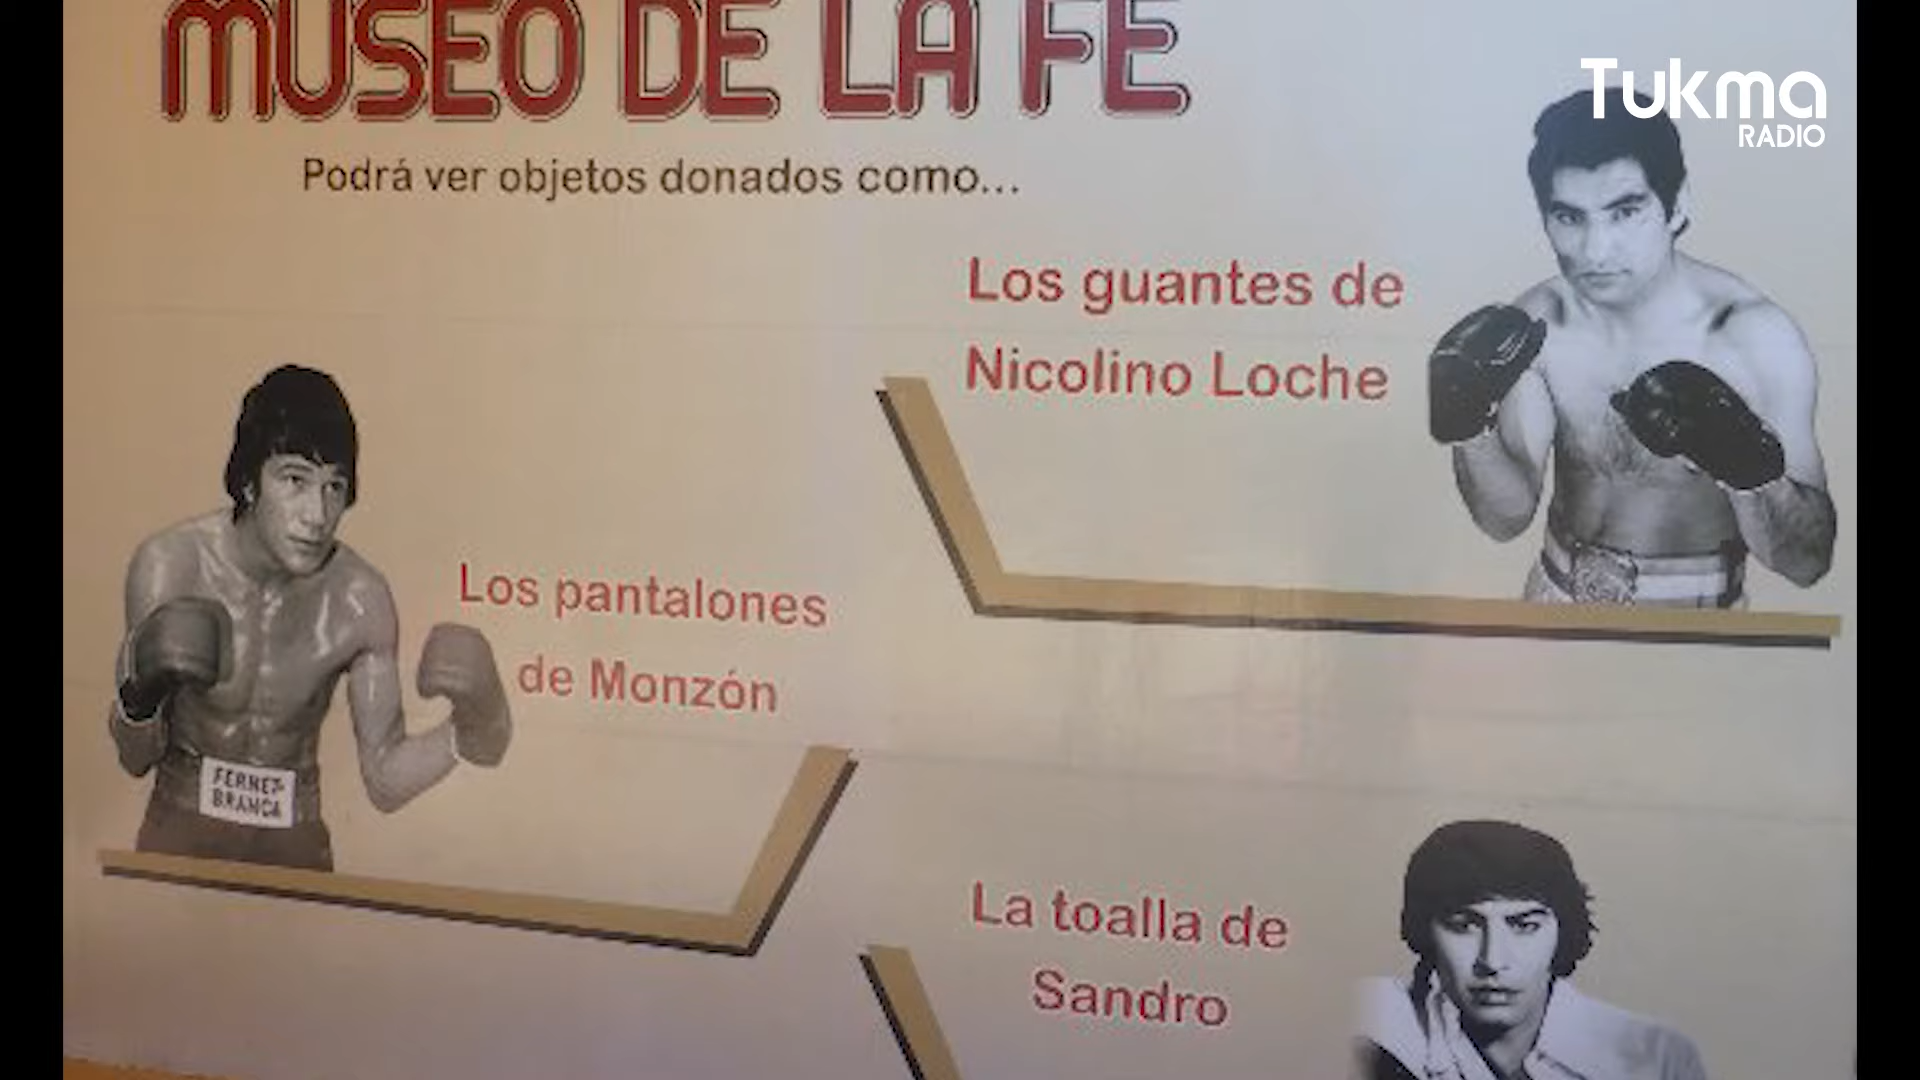 MUSEO DE LA FE
Tukma
RADIO
Podrá ver objetos donados como...
Los guantes de
Nicolino Loche
Los pantalones
de Monzón
FERNET-
BRANCA
La toalla de
Sandro